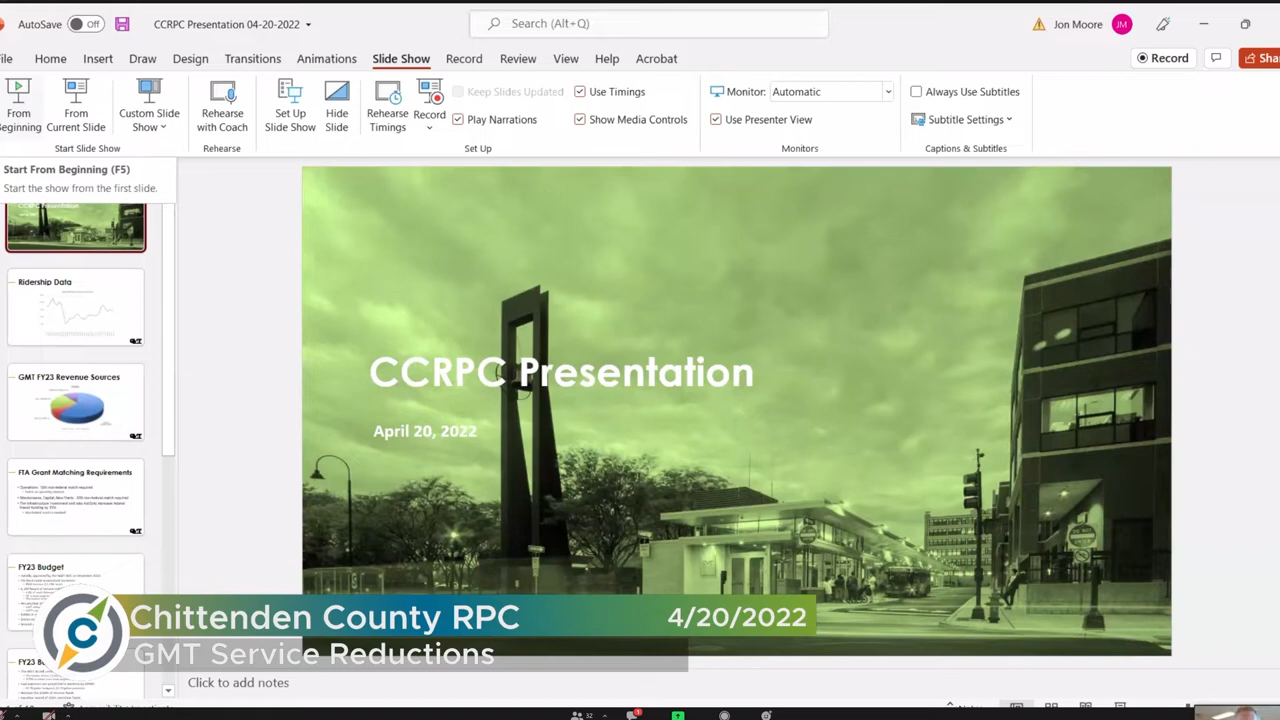 AutoSave Off CCRPC Presentation 04-20-2022 Search (Alt+Q) Jon Moore JM
File Home Insert Draw Design Transitions Animations Slide Show Record Review View Help Acrobat Record Share
From Beginning
From Current Slide
Custom Slide Show
Rehearse with Coach
Set Up Slide Show
Hide Slide
Rehearse Timings
Record
Keep Slides Updated
Use Timings
Play Narrations
Show Media Controls
Monitor: Automatic
Use Presenter View
Always Use Subtitles
Subtitle Settings
Start Slide Show Rehearse Set Up Monitors Captions & Subtitles
Start From Beginning (F5)
Start the show from the first slide.
Ridership Data
GMT FY23 Revenue Sources
FTA Grant Matching Requirements
FY23 Budget
CCRPC Presentation
April 20, 2022
Chittenden County RPC 4/20/2022
GMT Service Reductions
Click to add notes
32